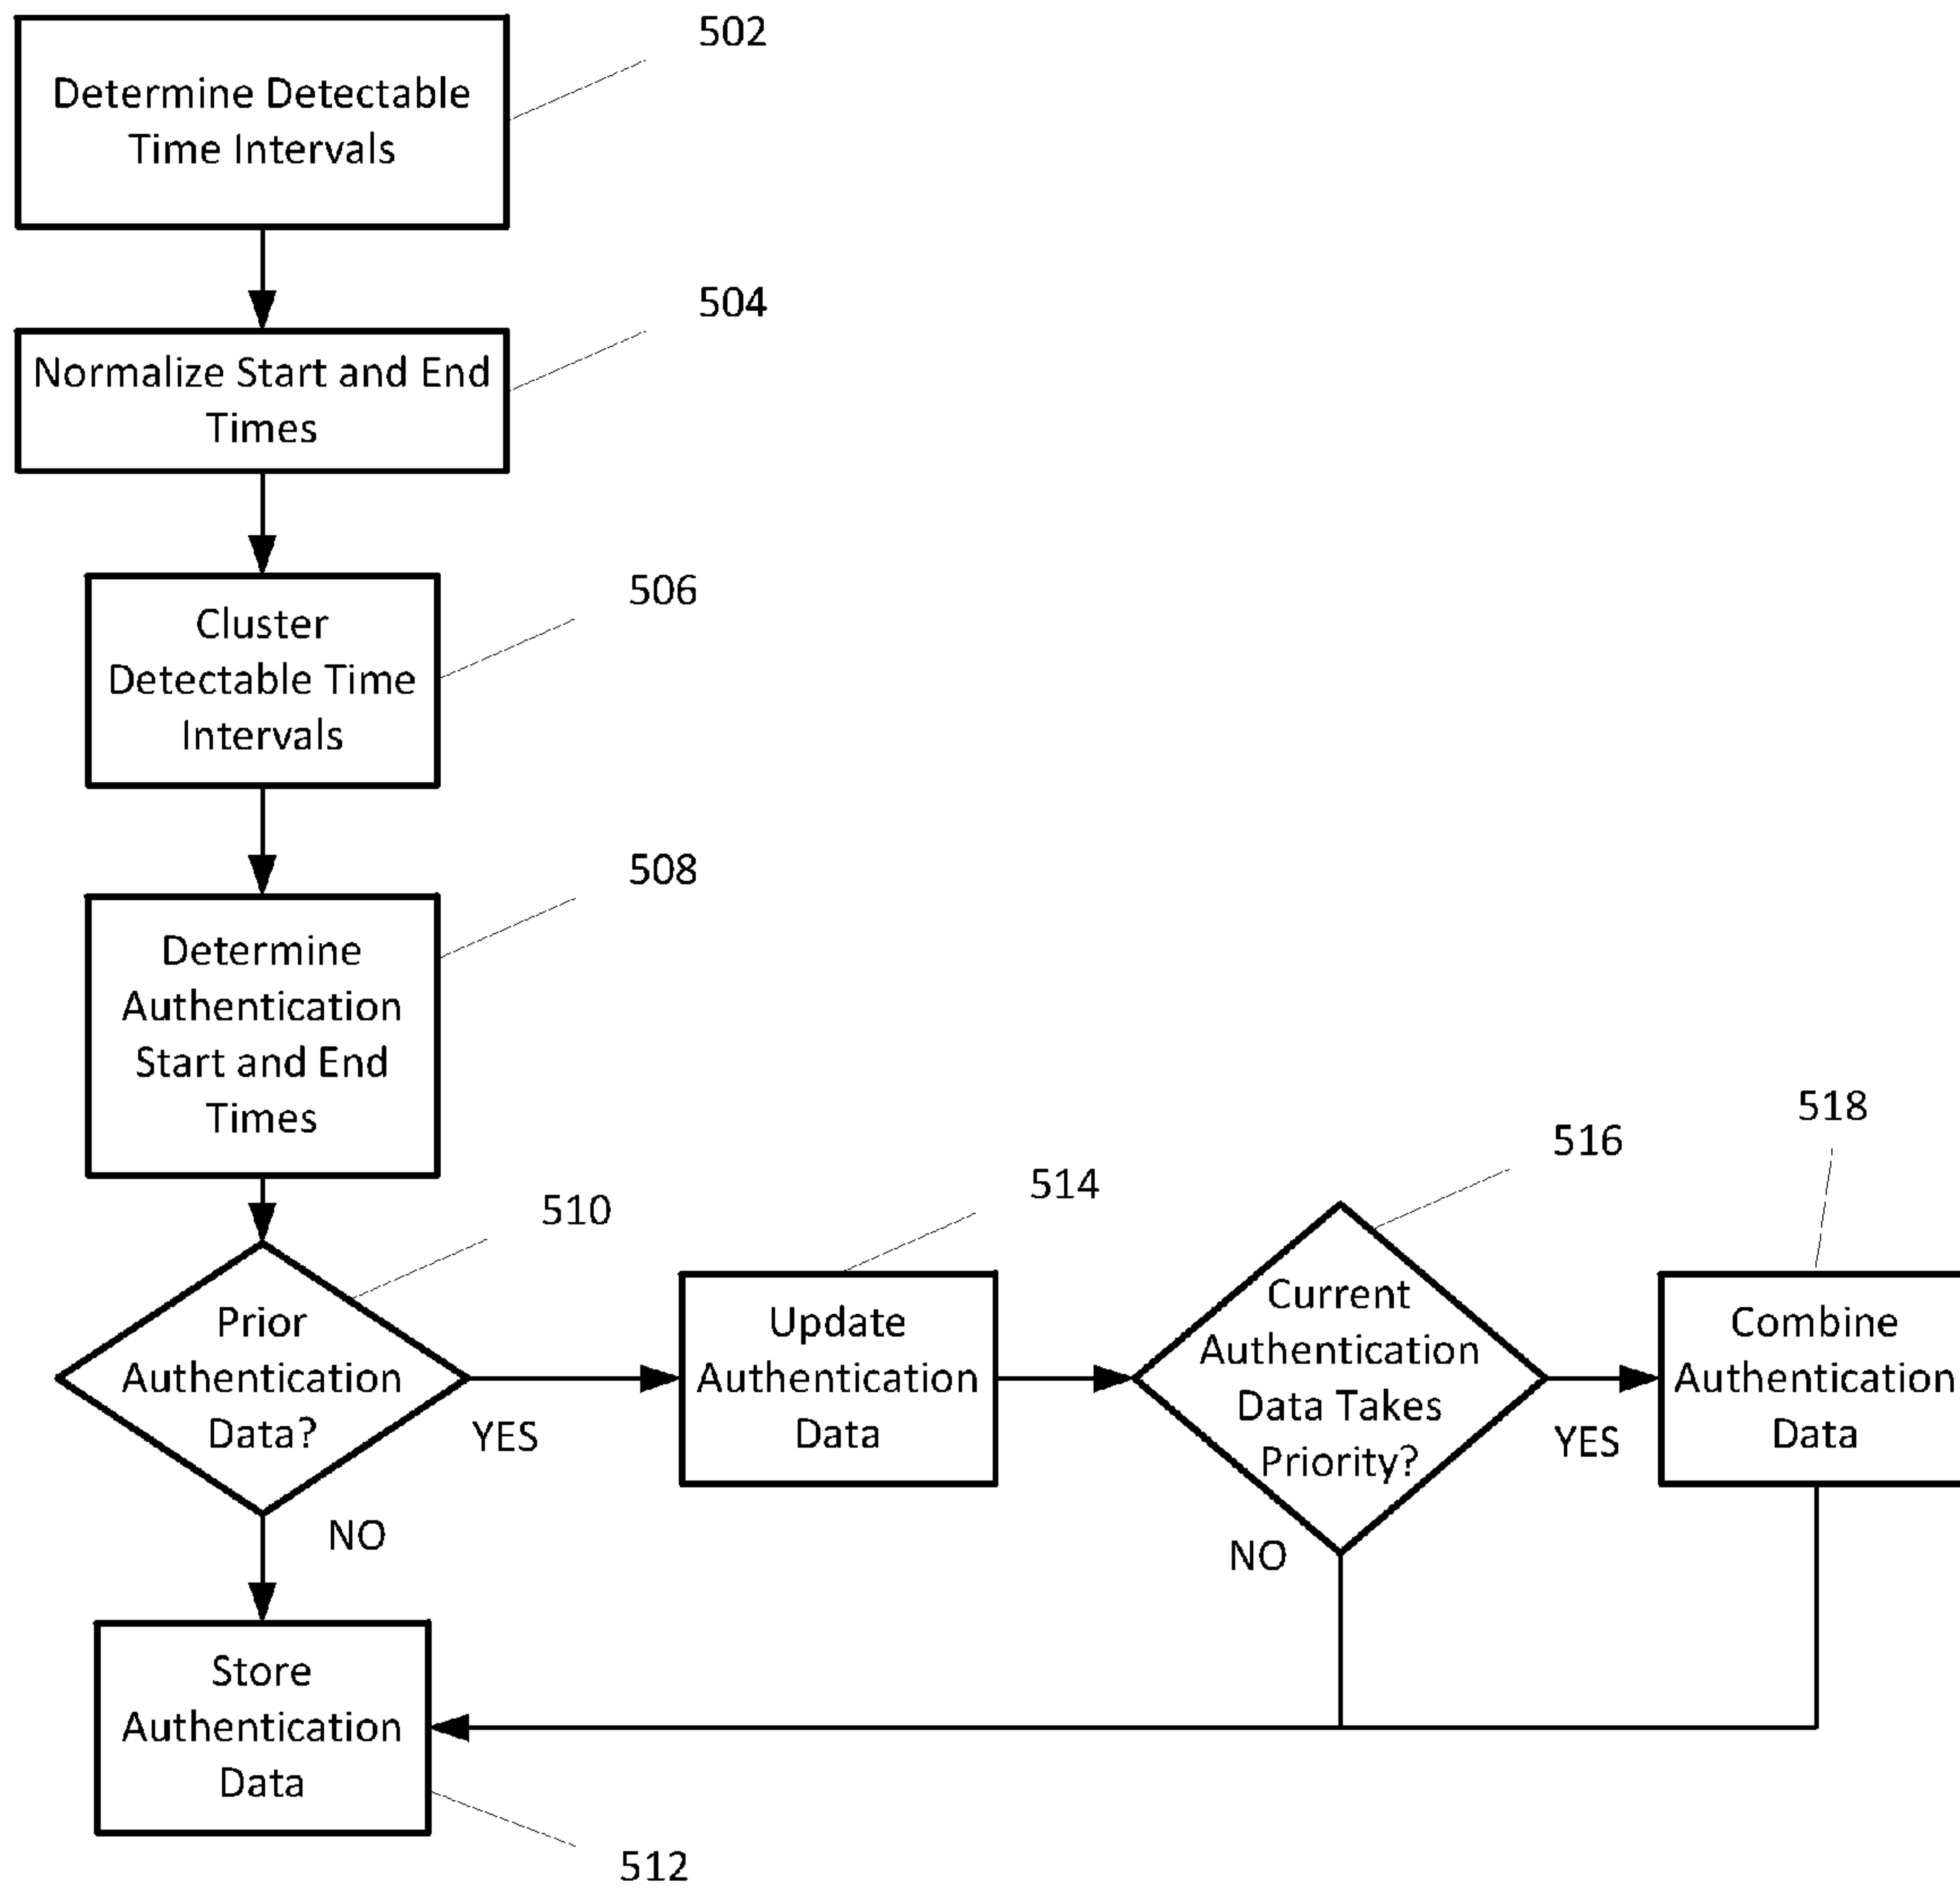 502
Determine Detectable
Time Intervals
504
Normalize Start and End
Times
506
Cluster
Detectable Time
Intervals
508
Determine
Authentication
Start and End
Times
510
Prior
Authentication
Data?
YES
NO
514
Update
Authentication
Data
516
Current
Authentication
Data Takes
Priority?
YES
NO
518
Combine
Authentication
Data
Store
Authentication
Data
512